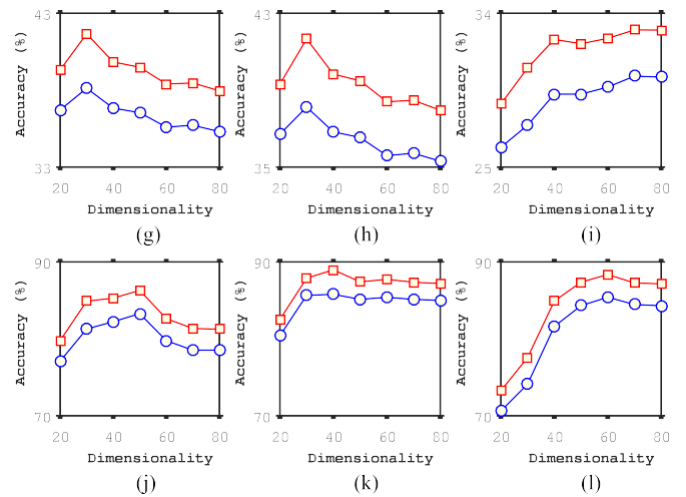 43 43 34
Accuracy (%) Accuracy (%) Accuracy (%)
33 35 25
20 40 60 80 20 40 60 80 20 40 60 80
Dimensionality Dimensionality Dimensionality
(g) (h) (i)
90 90 90
Accuracy (%) Accuracy (%) Accuracy (%)
70 70 70
20 40 60 80 20 40 60 80 20 40 60 80
Dimensionality Dimensionality Dimensionality
(j) (k) (l)